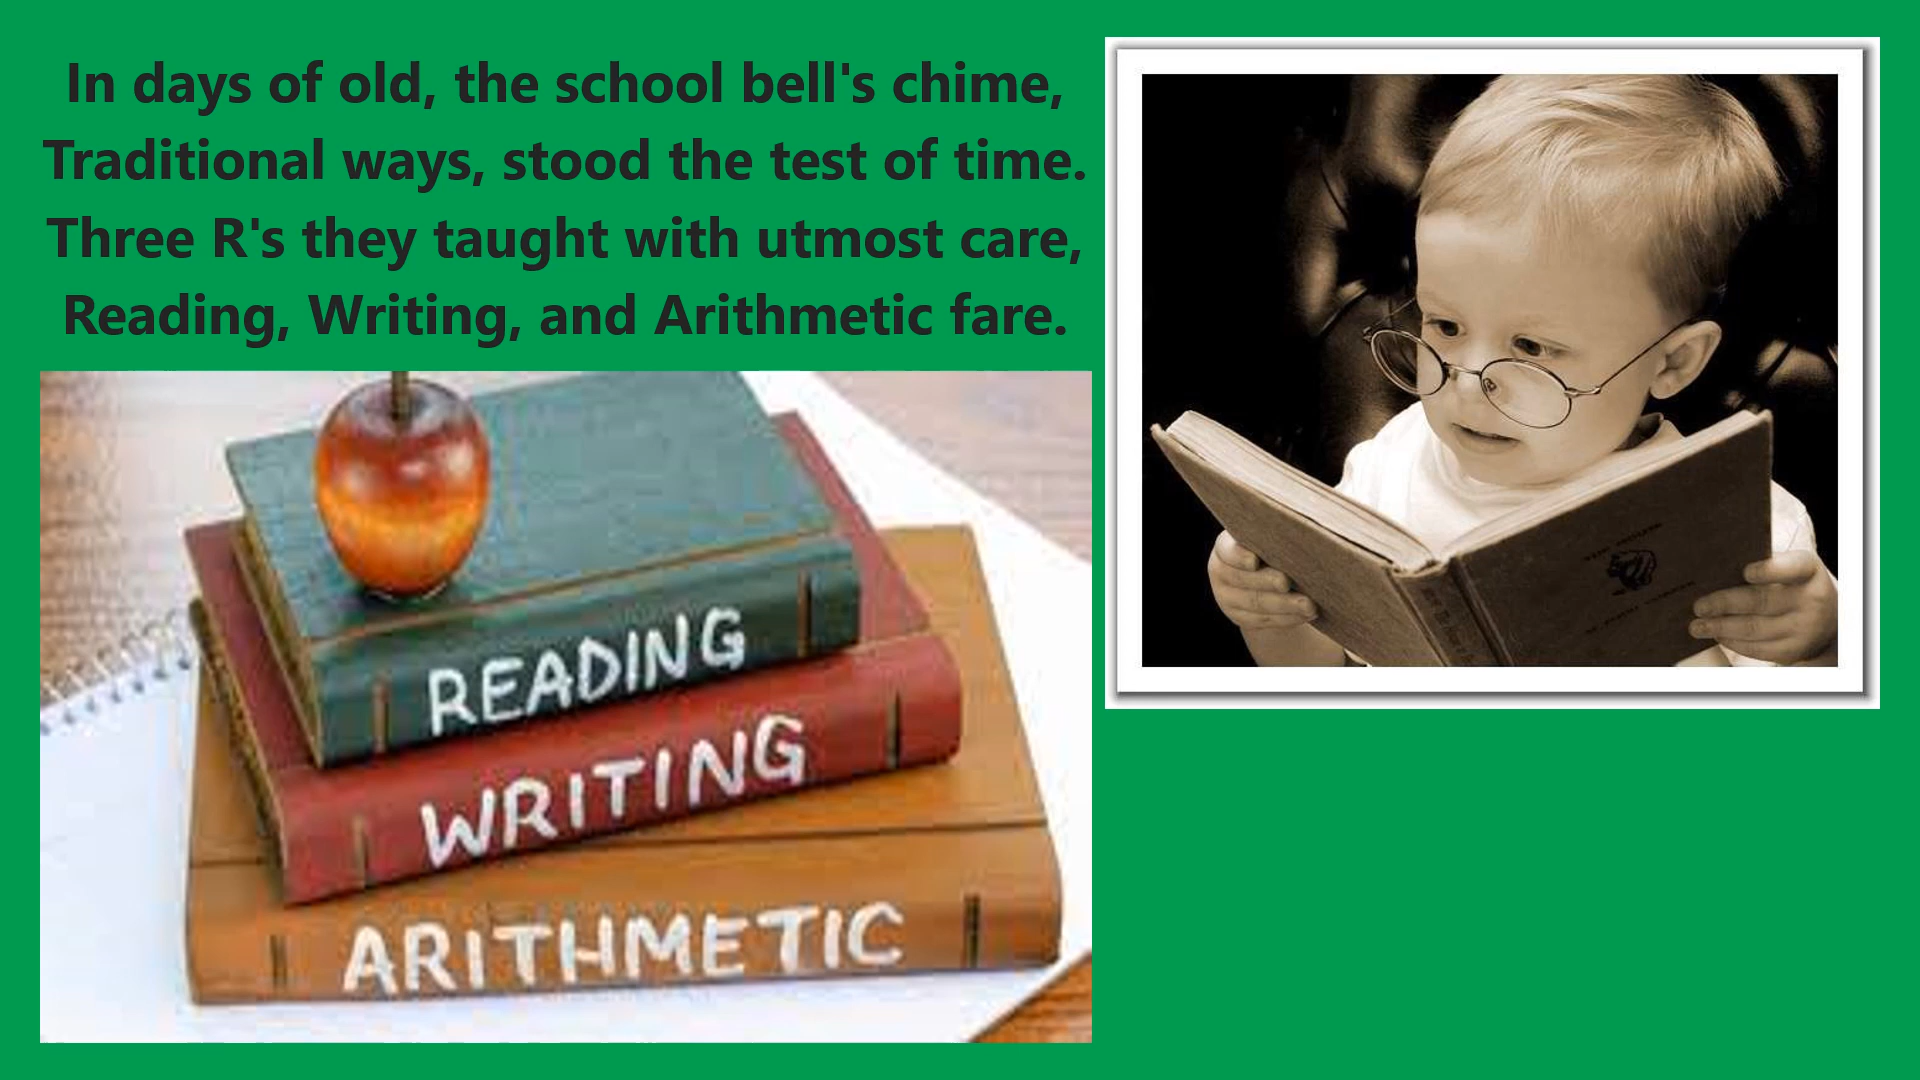 In days of old, the school bell's chime,
Traditional ways, stood the test of time.
Three R's they taught with utmost care,
Reading, Writing, and Arithmetic fare.
READING
WRITING
ARITHMETIC